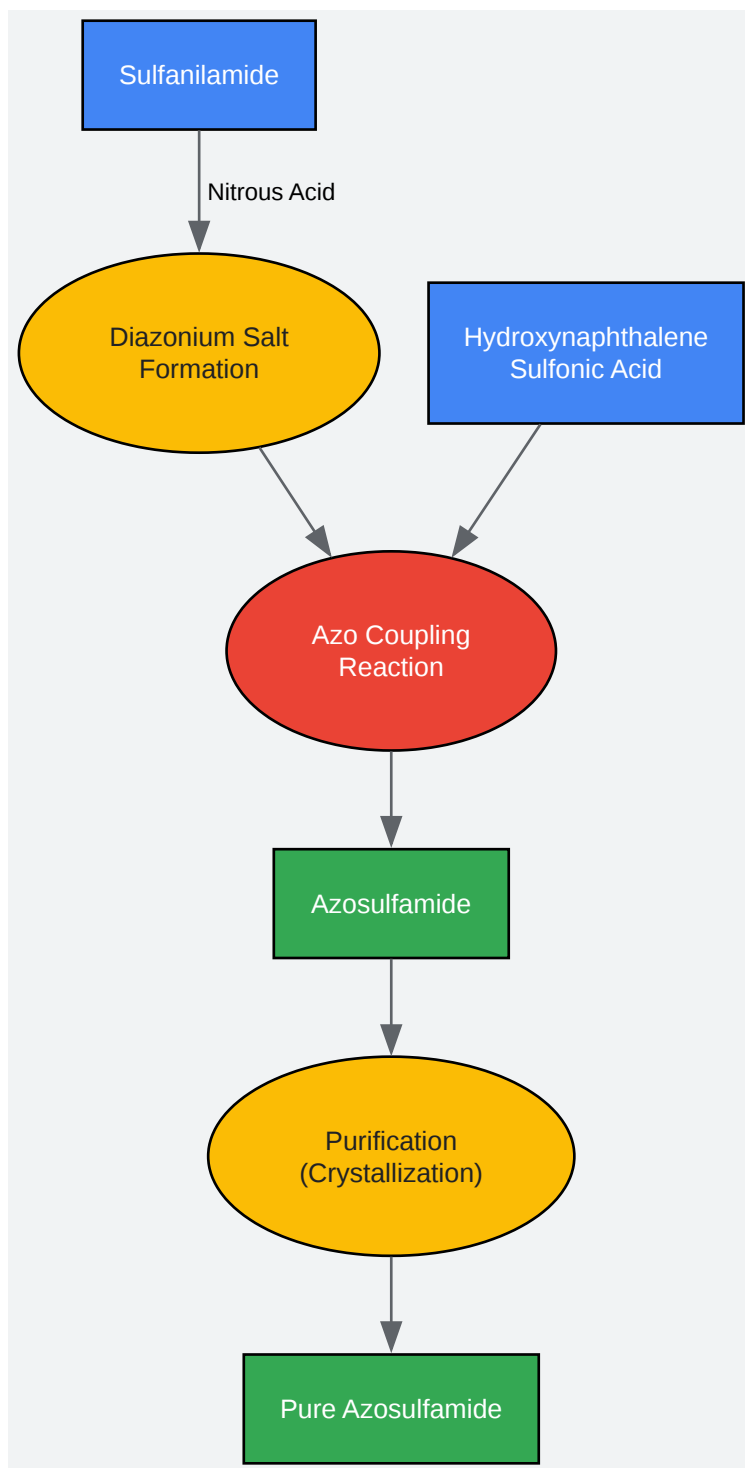 Sulfanilamide
Nitrous Acid
Diazonium Salt
Formation
Hydroxynaphthalene
Sulfonic Acid
Azo Coupling
Reaction
Azosulfamide
Purification
(Crystallization)
Pure Azosulfamide